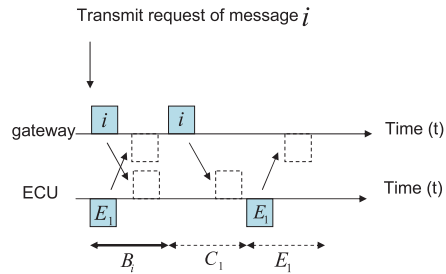 Transmit request of message i
i
i
gateway
Time (t)
ECU
Time (t)
E₁
E₁
Bᵢ
C₁
E₁